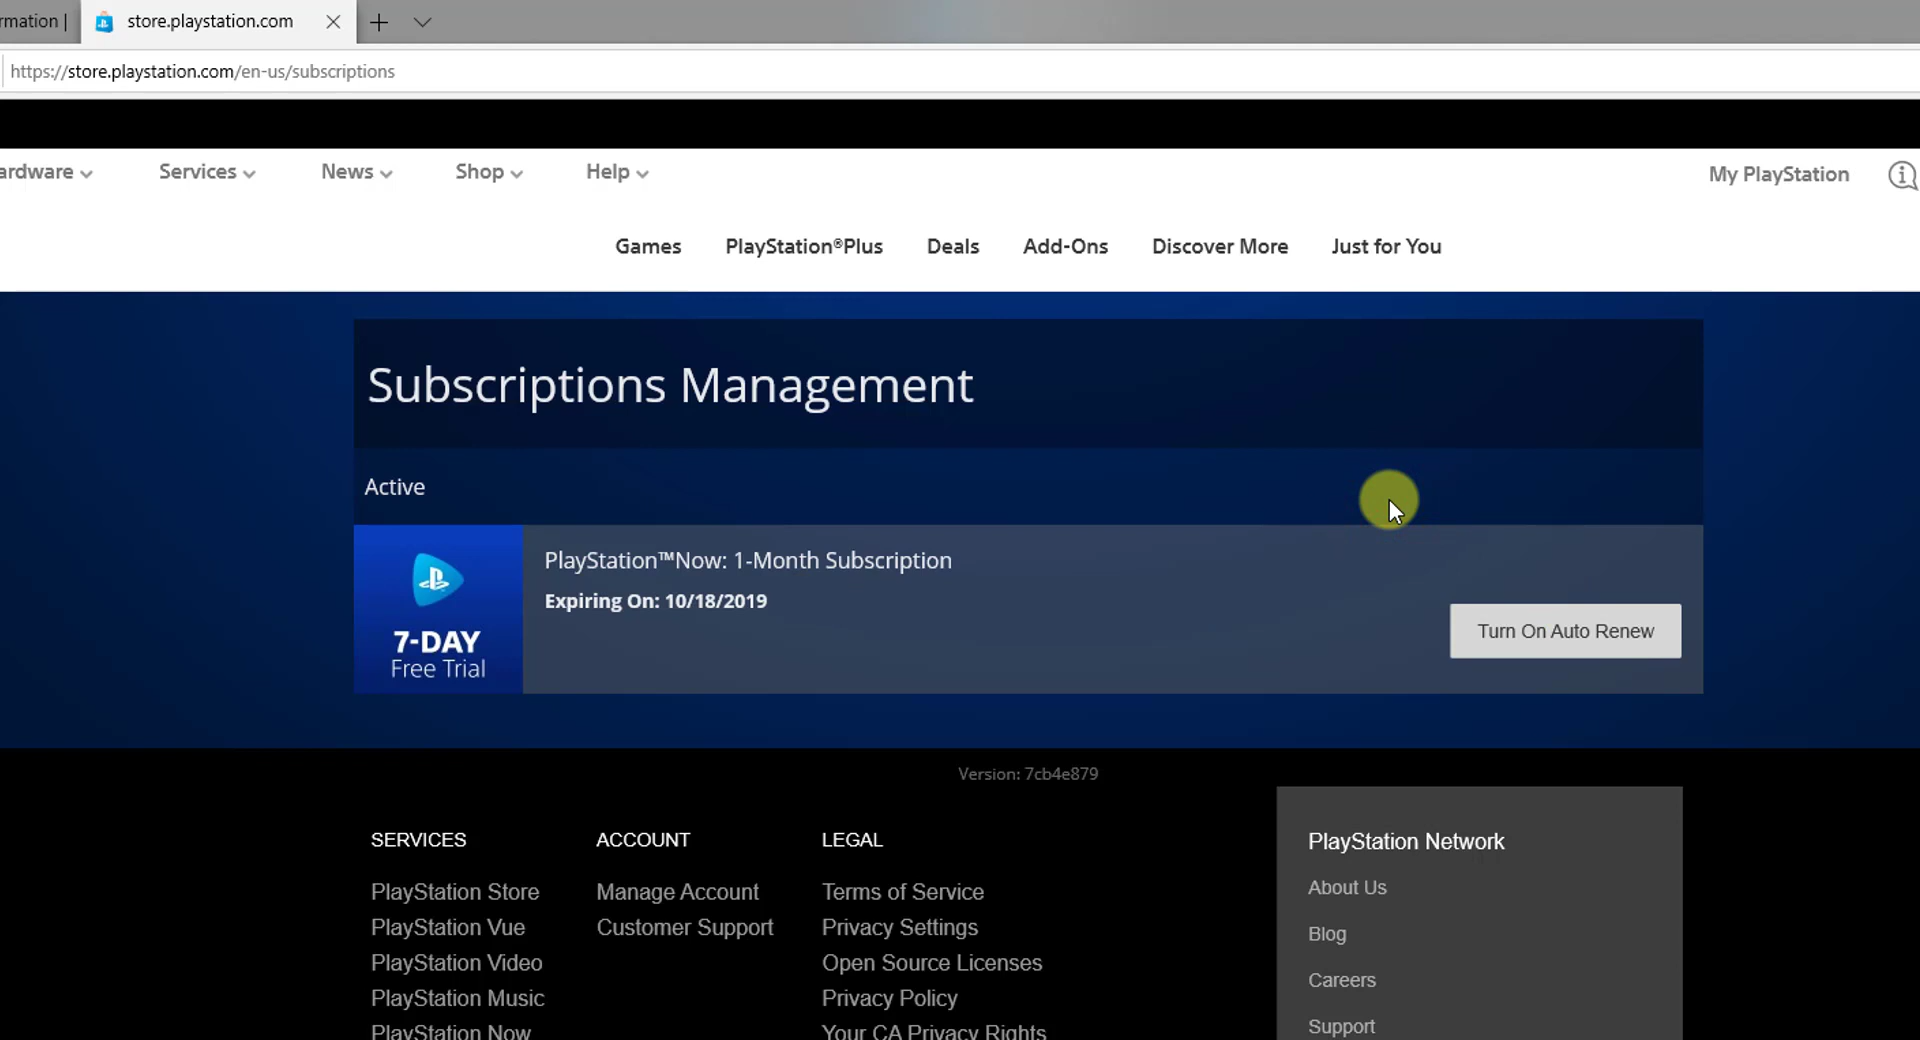 rmation |
store.playstation.com
https://store.playstation.com/en-us/subscriptions
ardware
Services
News
Shop
Help
My PlayStation
Games
PlayStation®Plus
Deals
Add-Ons
Discover More
Just for You
Subscriptions Management
Active
7-DAY
Free Trial
PlayStation™Now: 1-Month Subscription
Expiring On: 10/18/2019
Turn On Auto Renew
Version: 7cb4e879
SERVICES
PlayStation Store
PlayStation Vue
PlayStation Video
PlayStation Music
PlayStation Now
ACCOUNT
Manage Account
Customer Support
LEGAL
Terms of Service
Privacy Settings
Open Source Licenses
Privacy Policy
Your CA Privacy Rights
PlayStation Network
About Us
Blog
Careers
Support